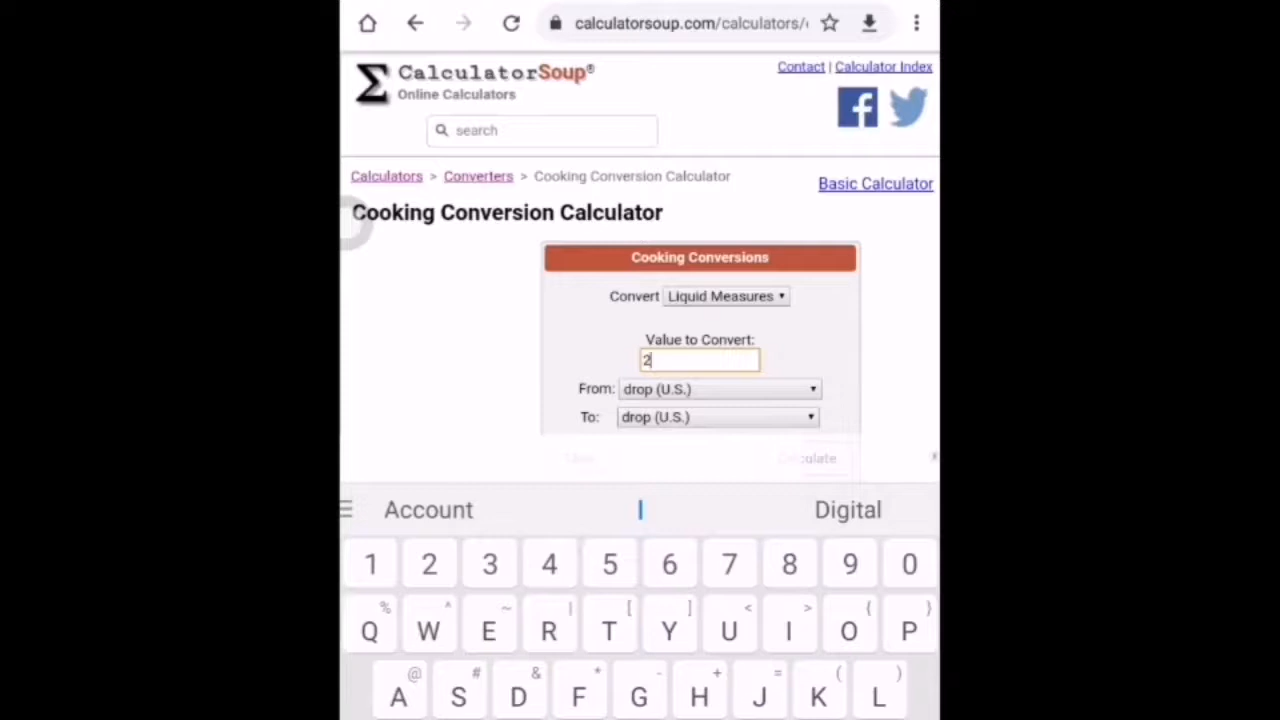 calculatorsoup.com/calculators/
CalculatorSoup®
Online Calculators
Contact | Calculator Index
search
Calculators > Converters > Cooking Conversion Calculator
Basic Calculator
Cooking Conversion Calculator
Cooking Conversions
Convert Liquid Measures
Value to Convert:
2
From: drop (U.S.)
To: drop (U.S.)
Calculate
Account
Digital
1 2 3 4 5 6 7 8 9 0
% ^ ~ | [ ] < > { }
Q W E R T Y U I O P
@ # & * - + = ( )
A S D F G H J K L